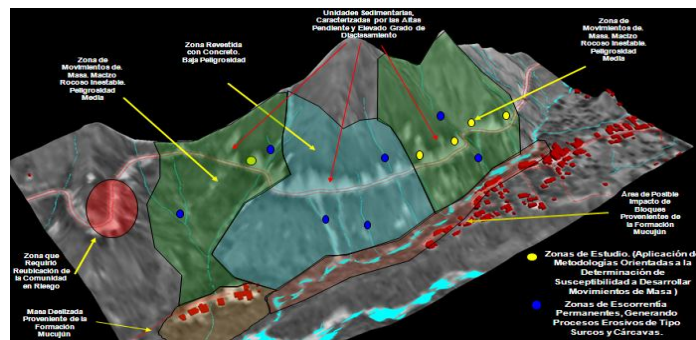 Unidades Sedimentarias,
Caracterizadas por las Altas
Pendiente y Elevado Grado de
Diaclasamiento
Zona de
Movimientos de.
Masa. Macizo
Rocoso Inestable.
Peligrosidad
Media
Zona Revestida
con Concreto.
Baja Peligrosidad
Zona de
Movimientos de.
Masa. Macizo
Rocoso Inestable.
Peligrosidad
Media
Zona que
Requirió
Reubicación de
la Comunidad
en Riesgo
Masa Deslizada
Proveniente de la
Formación
Mucujún
Área de Posible
Impacto de
Bloques
Provenientes de
la Formación
Mucujún
Zonas de Estudio. (Aplicación de
Metodologías Orientadas a la
Determinación de
Susceptibilidad a Desarrollar
Movimientos de Masa )
Zonas de Escorrentía
Permanentes, Generando
Procesos Erosivos de Tipo
Surcos y Cárcavas.